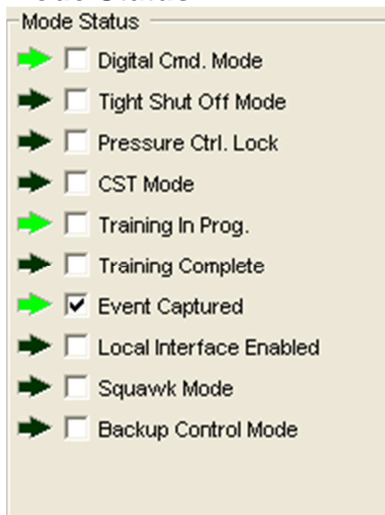 Mode Status
Digital Cmd. Mode
Tight Shut Off Mode
Pressure Ctrl. Lock
CST Mode
Training In Prog.
Training Complete
Event Captured
Local Interface Enabled
Squawk Mode
Backup Control Mode